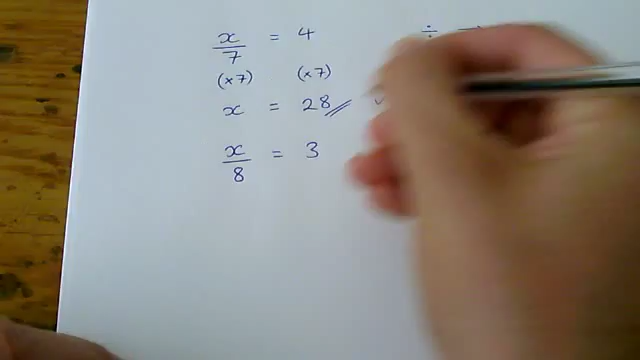 x/7 = 4 ÷
(×7) (×7)
x = 28
x/8 = 3